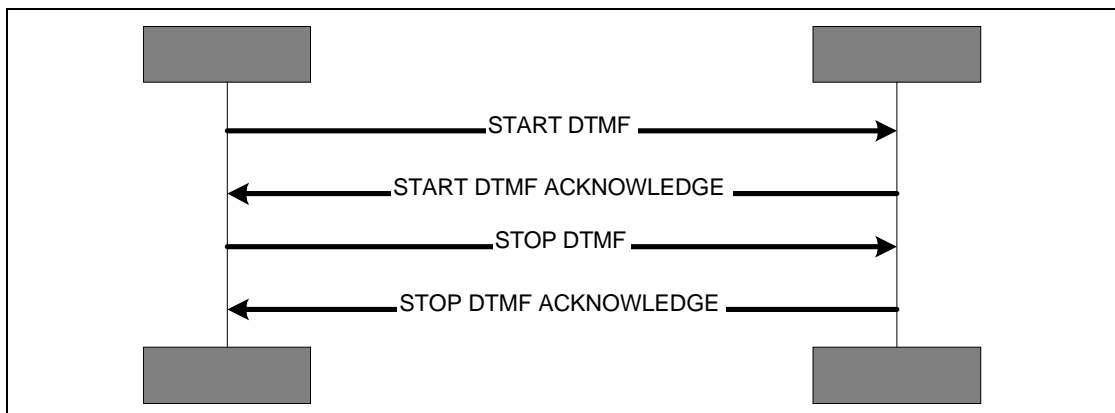 START DTMF
START DTMF ACKNOWLEDGE
STOP DTMF
STOP DTMF ACKNOWLEDGE